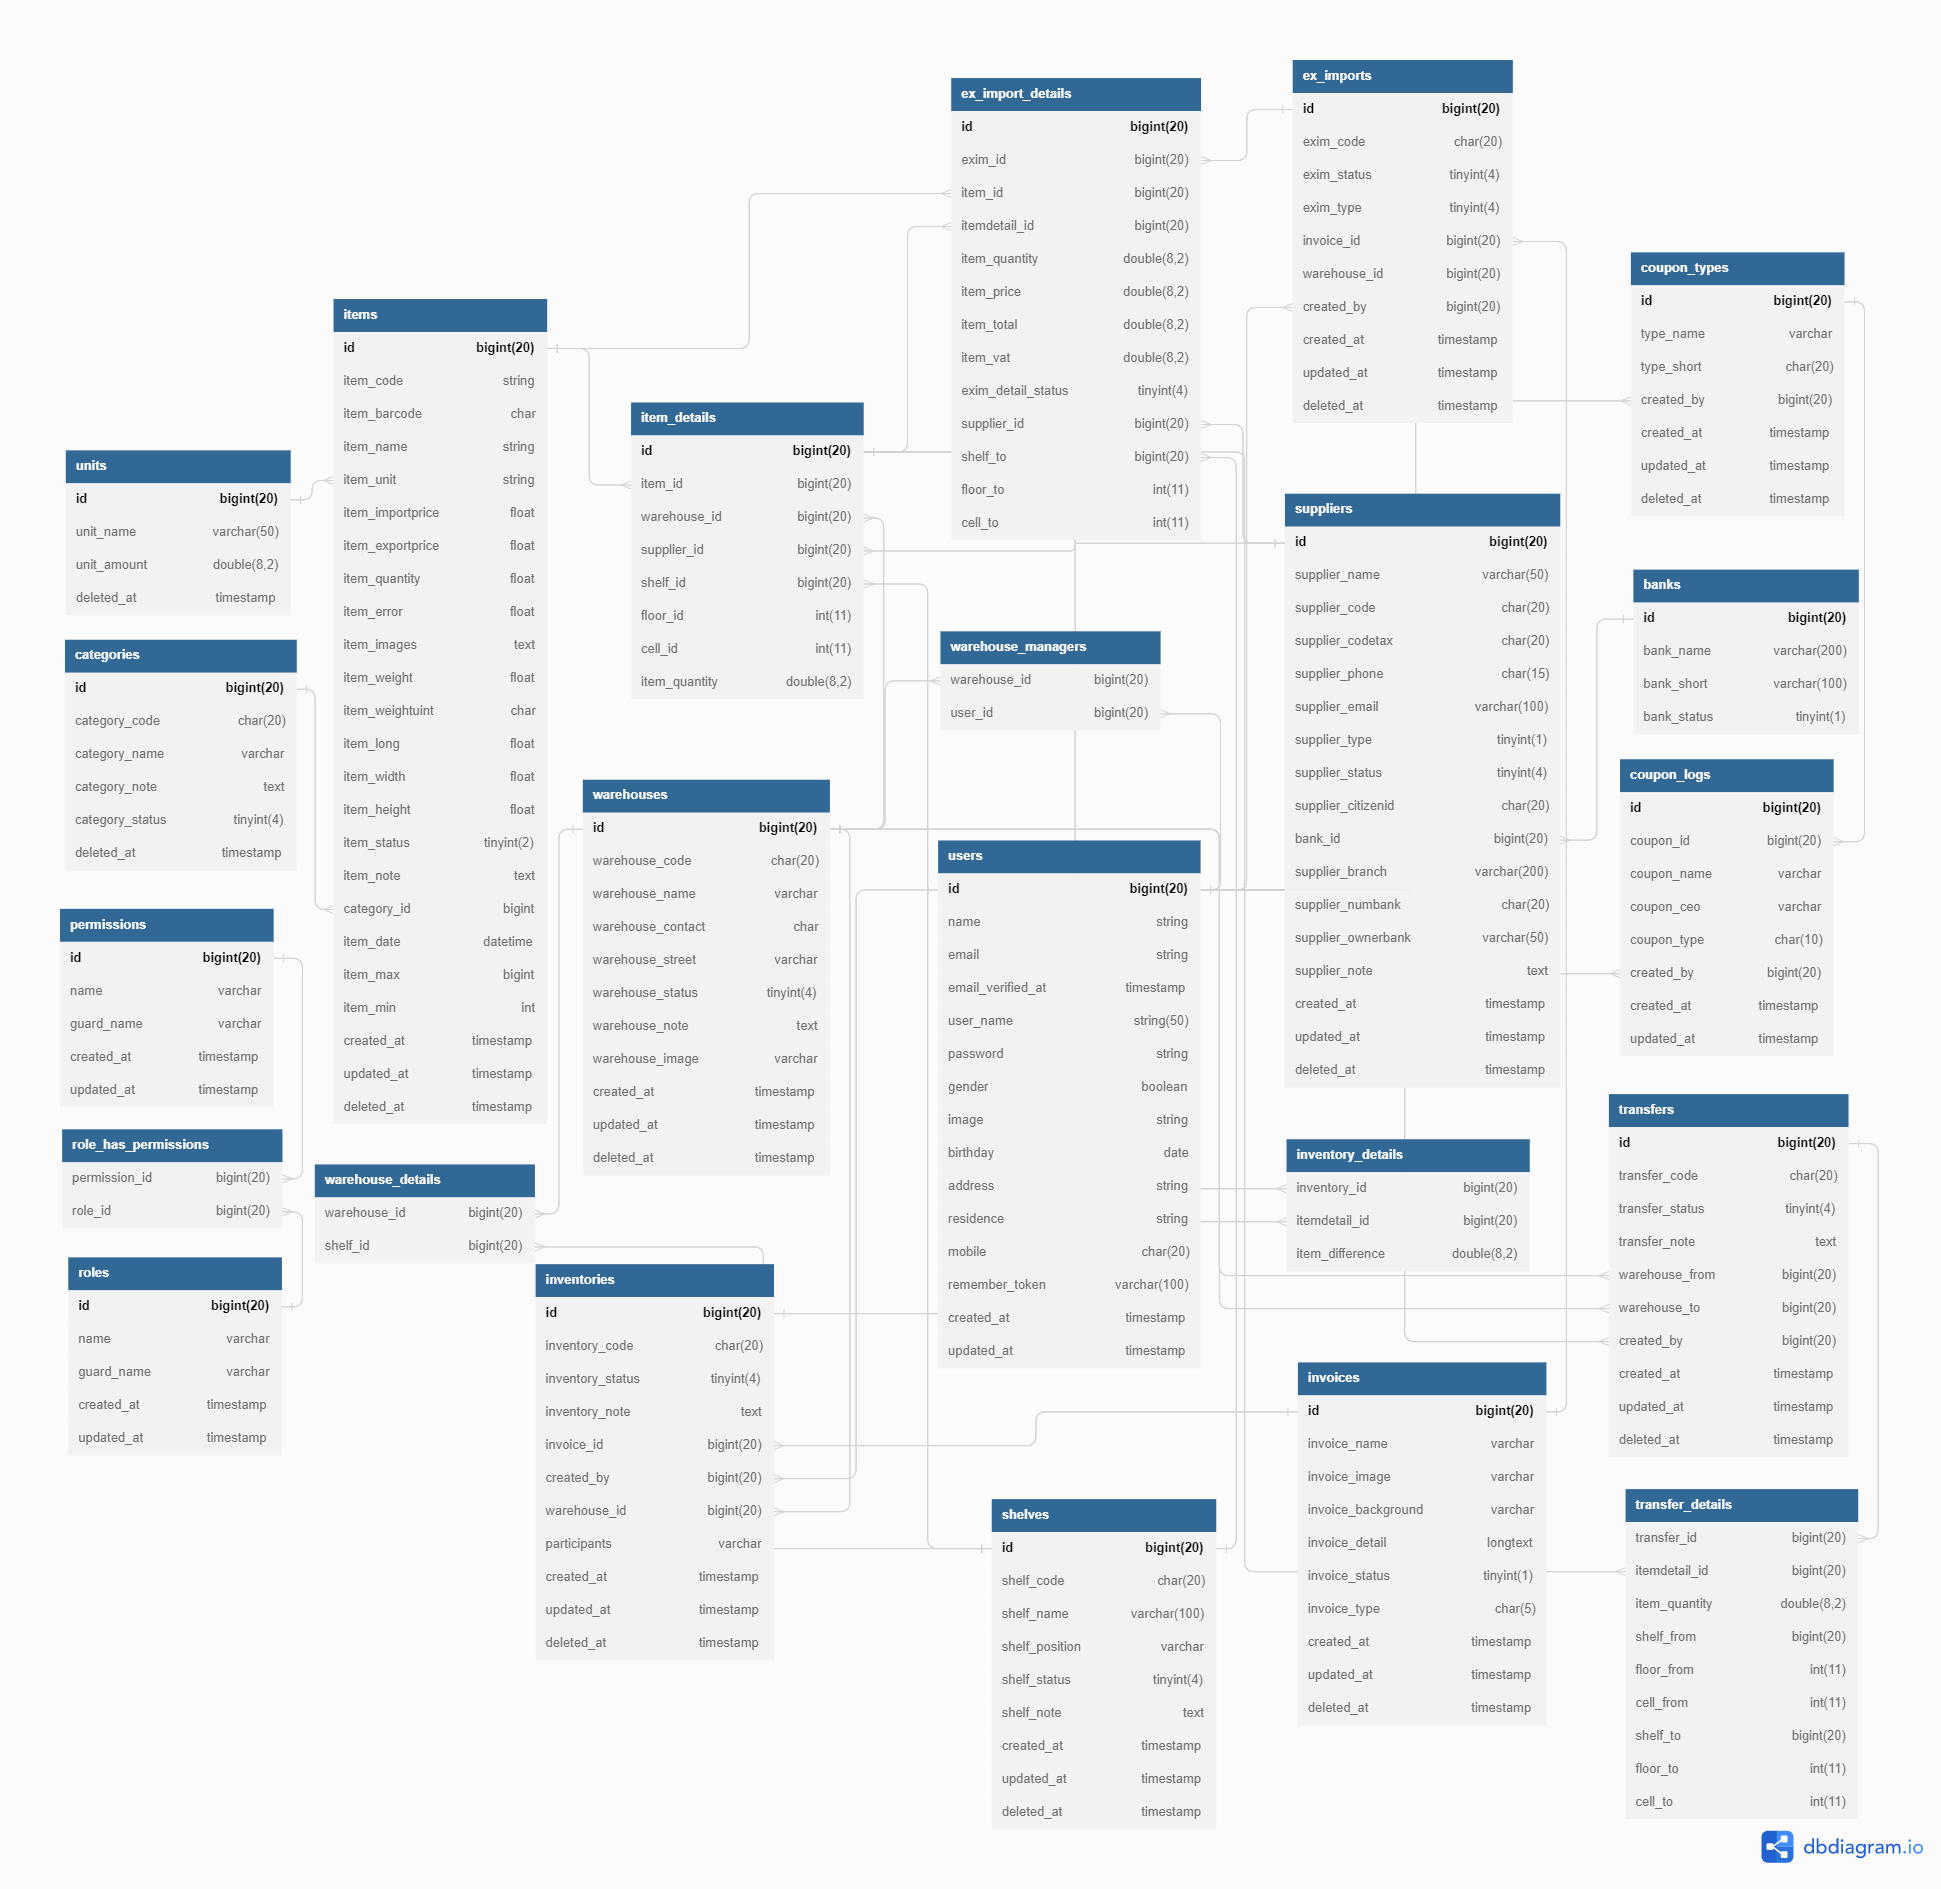 ex_import_details
id bigint(20)
exim_id bigint(20)
item_id bigint(20)
itemdetail_id bigint(20)
item_quantity double(8,2)
item_price double(8,2)
item_total double(8,2)
item_vat double(8,2)
exim_detail_status tinyint(4)
supplier_id bigint(20)
shelf_to bigint(20)
floor_to int(11)
cell_to int(11)
ex_imports
id bigint(20)
exim_code char(20)
exim_status tinyint(4)
exim_type tinyint(4)
invoice_id bigint(20)
warehouse_id bigint(20)
created_by bigint(20)
created_at timestamp
updated_at timestamp
deleted_at timestamp
coupon_types
id bigint(20)
type_name varchar
type_short char(20)
created_by bigint(20)
created_at timestamp
updated_at timestamp
deleted_at timestamp
items
id bigint(20)
item_code string
item_barcode char
item_name string
item_unit string
item_importprice float
item_exportprice float
item_quantity float
item_error float
item_images text
item_weight float
item_weightuint char
item_long float
item_width float
item_height float
item_status tinyint(2)
item_note text
category_id bigint
item_date datetime
item_max bigint
item_min int
created_at timestamp
updated_at timestamp
deleted_at timestamp
item_details
id bigint(20)
item_id bigint(20)
warehouse_id bigint(20)
supplier_id bigint(20)
shelf_id bigint(20)
floor_id int(11)
cell_id int(11)
item_quantity double(8,2)
units
id bigint(20)
unit_name varchar(50)
unit_amount double(8,2)
deleted_at timestamp
suppliers
id bigint(20)
supplier_name varchar(50)
supplier_code char(20)
supplier_codetax char(20)
supplier_phone char(15)
supplier_email varchar(100)
supplier_type tinyint(1)
supplier_status tinyint(4)
supplier_citizenid char(20)
bank_id bigint(20)
supplier_branch varchar(200)
supplier_numbank char(20)
supplier_ownerbank varchar(50)
supplier_note text
created_at timestamp
updated_at timestamp
deleted_at timestamp
banks
id bigint(20)
bank_name varchar(200)
bank_short varchar(100)
bank_status tinyint(1)
categories
id bigint(20)
category_code char(20)
category_name varchar
category_note text
category_status tinyint(4)
deleted_at timestamp
warehouse_managers
warehouse_id bigint(20)
user_id bigint(20)
coupon_logs
id bigint(20)
coupon_id bigint(20)
coupon_name varchar
coupon_ceo varchar
coupon_type char(10)
created_by bigint(20)
created_at timestamp
updated_at timestamp
warehouses
id bigint(20)
warehouse_code char(20)
warehouse_name varchar
warehouse_contact char
warehouse_street varchar
warehouse_status tinyint(4)
warehouse_note text
warehouse_image varchar
created_at timestamp
updated_at timestamp
deleted_at timestamp
users
id bigint(20)
name string
email string
email_verified_at timestamp
user_name string(50)
password string
gender boolean
image string
birthday date
address string
residence string
mobile char(20)
remember_token varchar(100)
created_at timestamp
updated_at timestamp
permissions
id bigint(20)
name varchar
guard_name varchar
created_at timestamp
updated_at timestamp
role_has_permissions
permission_id bigint(20)
role_id bigint(20)
warehouse_details
warehouse_id bigint(20)
shelf_id bigint(20)
roles
id bigint(20)
name varchar
guard_name varchar
created_at timestamp
updated_at timestamp
inventories
id bigint(20)
inventory_code char(20)
inventory_status tinyint(4)
inventory_note text
invoice_id bigint(20)
created_by bigint(20)
warehouse_id bigint(20)
participants varchar
created_at timestamp
updated_at timestamp
deleted_at timestamp
inventory_details
inventory_id bigint(20)
itemdetail_id bigint(20)
item_difference double(8,2)
transfers
id bigint(20)
transfer_code char(20)
transfer_status tinyint(4)
transfer_note text
warehouse_from bigint(20)
warehouse_to bigint(20)
created_by bigint(20)
created_at timestamp
updated_at timestamp
deleted_at timestamp
invoices
id bigint(20)
invoice_name varchar
invoice_image varchar
invoice_background varchar
invoice_detail longtext
invoice_status tinyint(1)
invoice_type char(5)
created_at timestamp
updated_at timestamp
deleted_at timestamp
shelves
id bigint(20)
shelf_code char(20)
shelf_name varchar(100)
shelf_position varchar
shelf_status tinyint(4)
shelf_note text
created_at timestamp
updated_at timestamp
deleted_at timestamp
transfer_details
transfer_id bigint(20)
itemdetail_id bigint(20)
item_quantity double(8,2)
shelf_from bigint(20)
floor_from int(11)
cell_from int(11)
shelf_to bigint(20)
floor_to int(11)
cell_to int(11)
dbdiagram.io